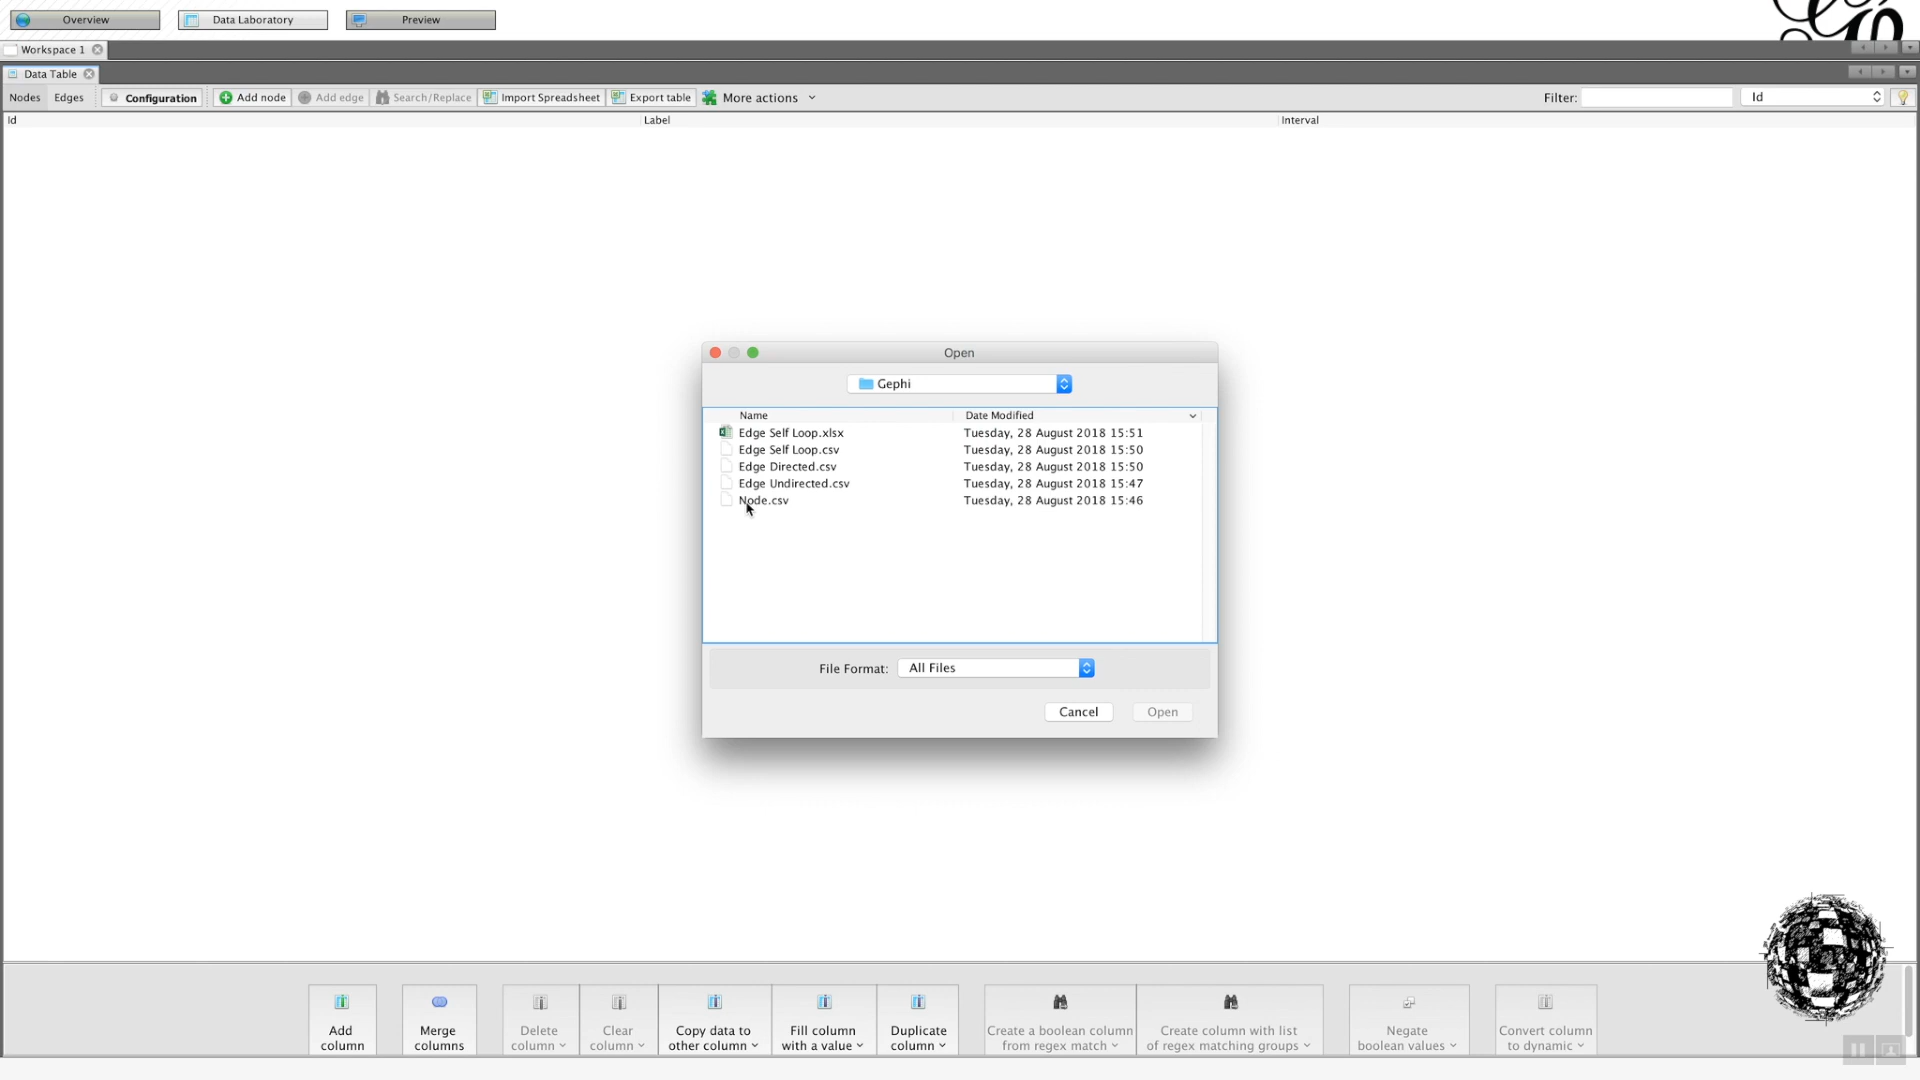 Overview Data Laboratory Preview
Workspace 1
Data Table
Nodes Edges Configuration Add node Add edge Search/Replace Import Spreadsheet Export table More actions Filter: Id
Id Label Interval
Open
Gephi
Name Date Modified
Edge Self Loop.xlsx Tuesday, 28 August 2018 15:51
Edge Self Loop.csv Tuesday, 28 August 2018 15:50
Edge Directed.csv Tuesday, 28 August 2018 15:50
Edge Undirected.csv Tuesday, 28 August 2018 15:47
Node.csv Tuesday, 28 August 2018 15:46
File Format: All Files
Cancel Open
Add column
Merge columns
Delete column
Clear column
Copy data to other column
Fill column with a value
Duplicate column
Create a boolean column from regex match
Create column with list of regex matching groups
Negate boolean values
Convert column to dynamic